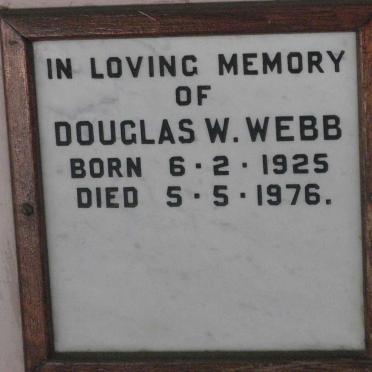 IN LOVING MEMORY
OF
DOUGLAS W. WEBB
BORN 6·2·1925
DIED 5·5·1976.